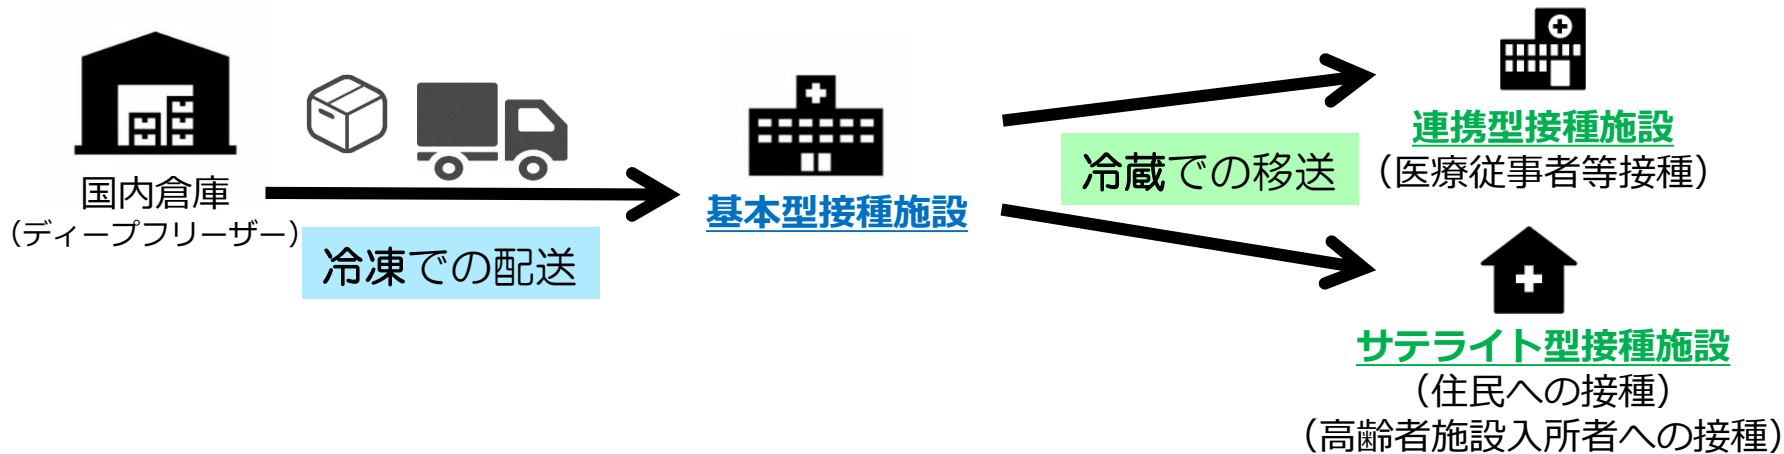 国内倉庫
（ディープフリーザー）
冷凍での配送
基本型接種施設
冷蔵での移送
連携型接種施設
（医療従事者等接種）
サテライト型接種施設
（住民への接種）
（高齢者施設入所者への接種）